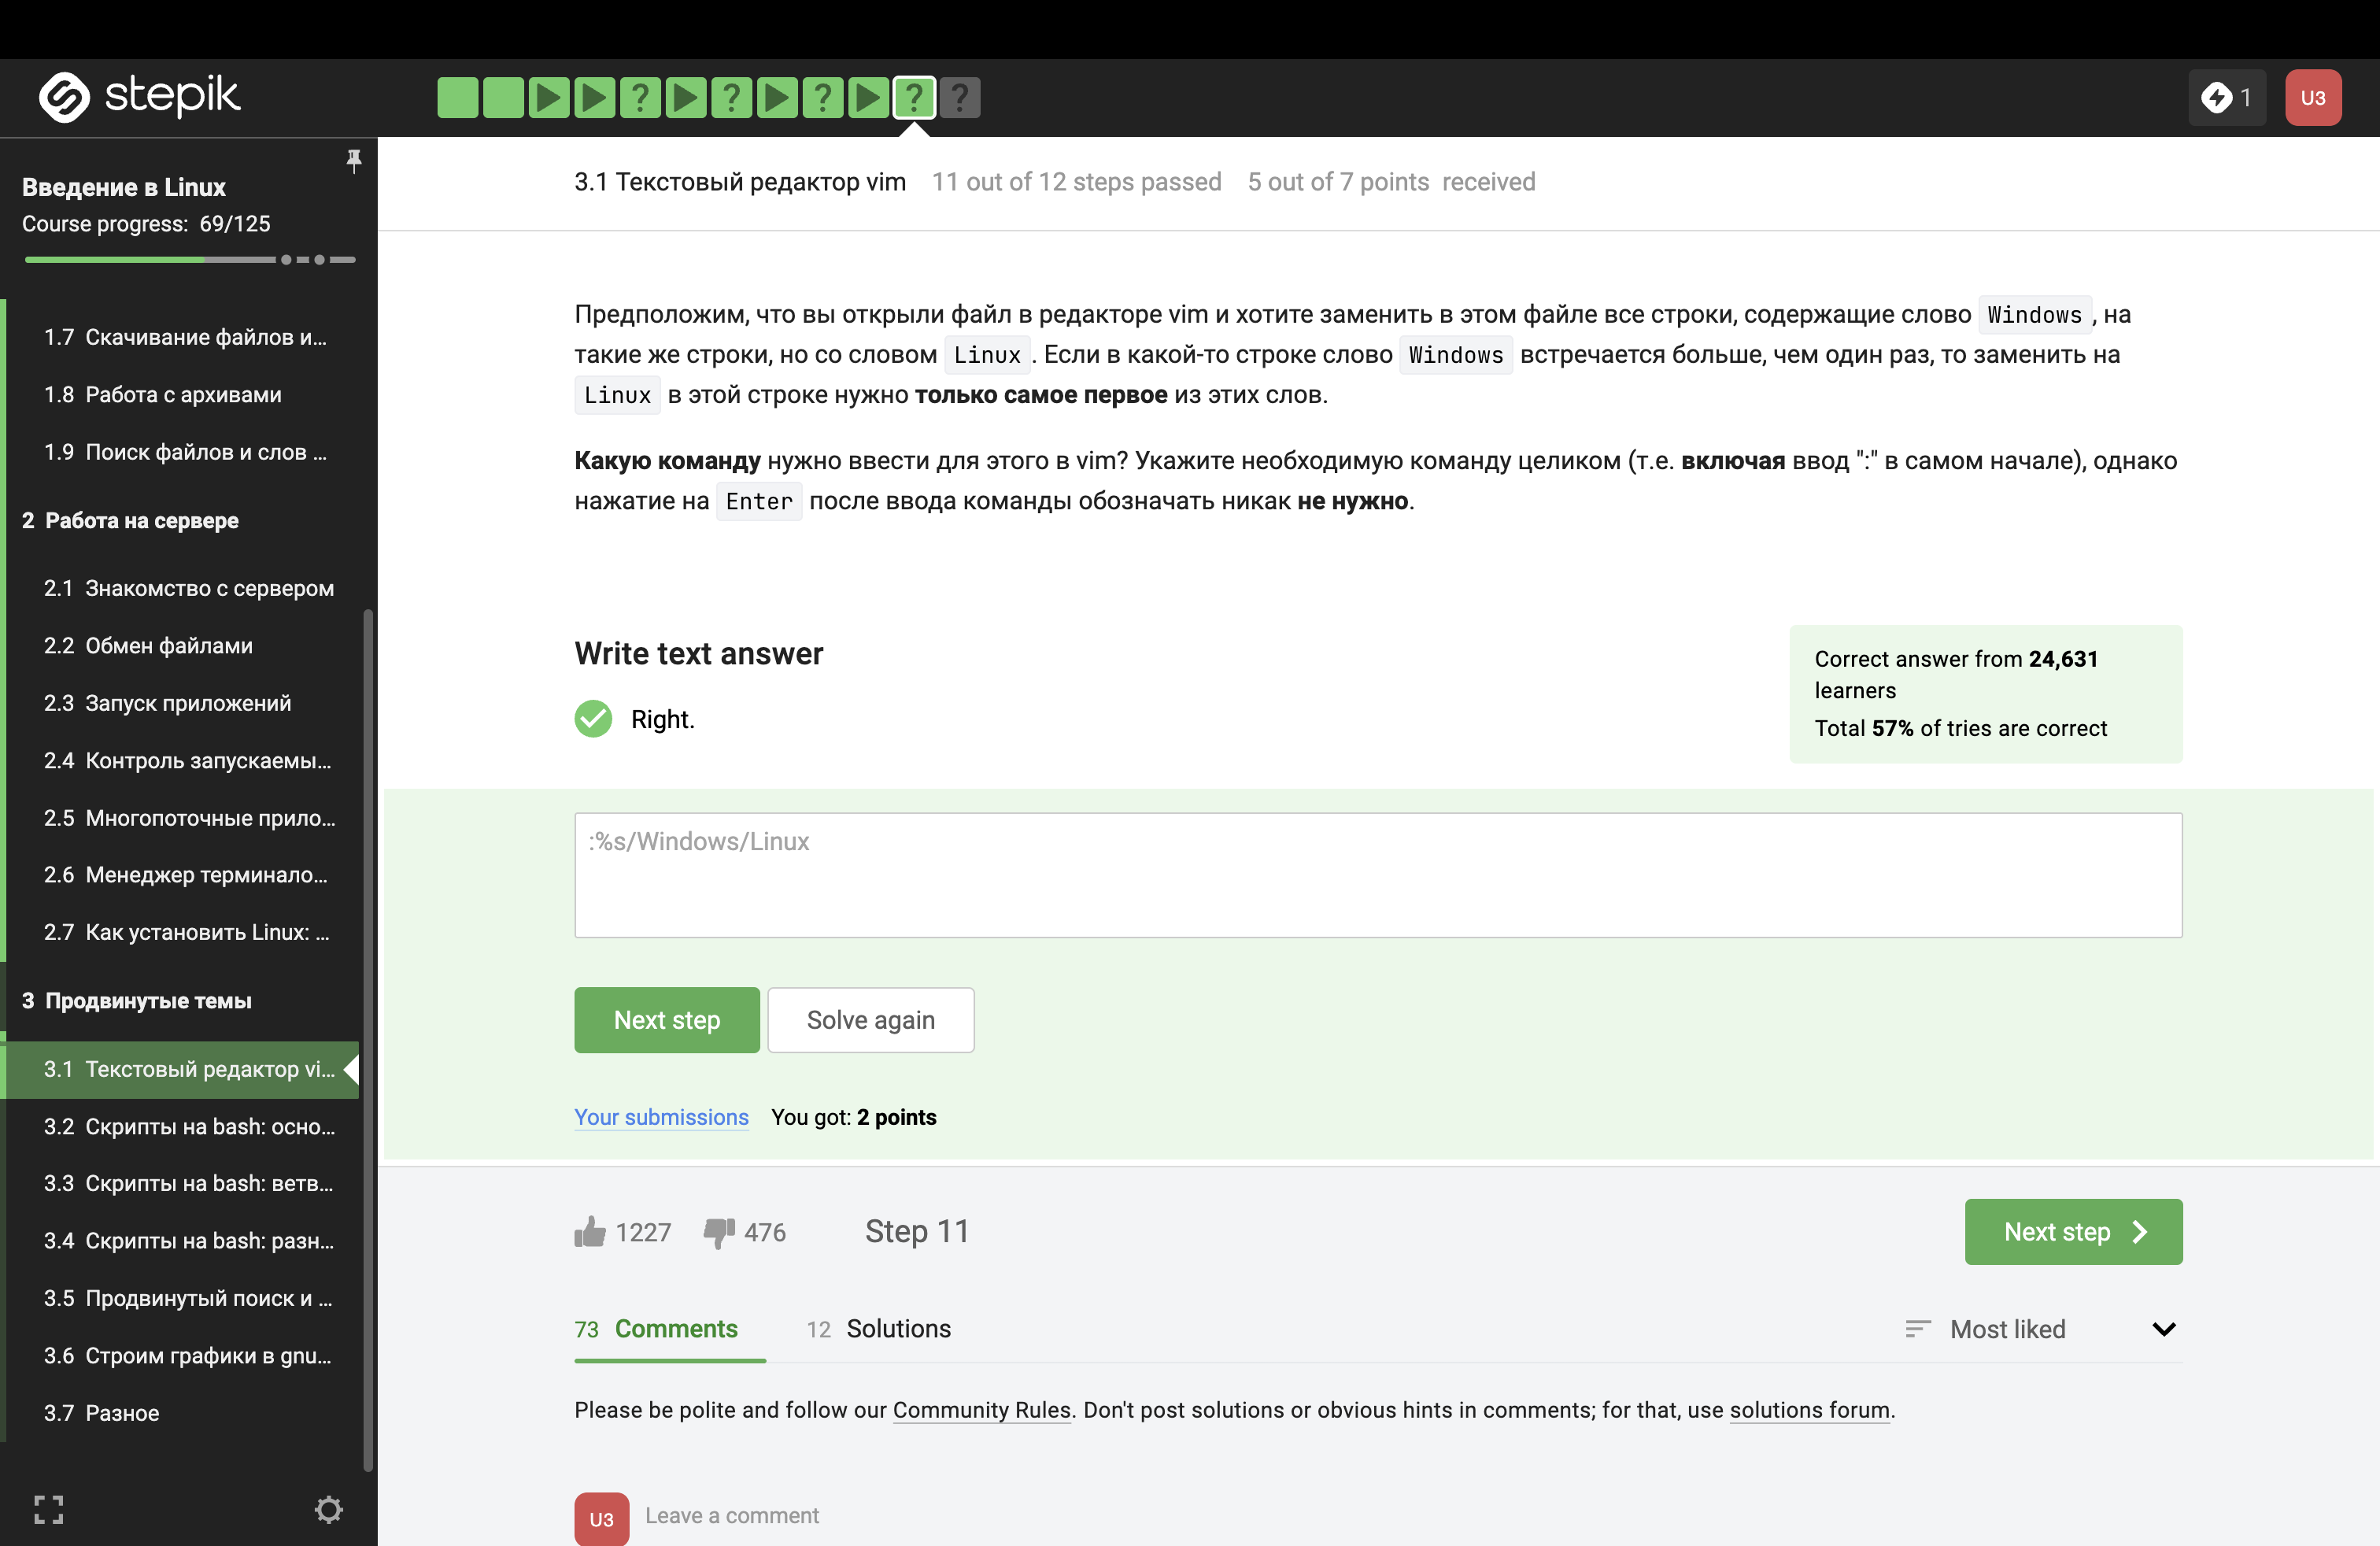 stepik
? ? ? ? ?
1
U3
Введение в Linux
Course progress: 69/125
1.7 Скачивание файлов и...
1.8 Работа с архивами
1.9 Поиск файлов и слов ...
2 Работа на сервере
2.1 Знакомство с сервером
2.2 Обмен файлами
2.3 Запуск приложений
2.4 Контроль запускаемы...
2.5 Многопоточные прило...
2.6 Менеджер терминало...
2.7 Как установить Linux: ...
3 Продвинутые темы
3.1 Текстовый редактор vi...
3.2 Скрипты на bash: осно...
3.3 Скрипты на bash: ветв...
3.4 Скрипты на bash: разн...
3.5 Продвинутый поиск и ...
3.6 Строим графики в gnu...
3.7 Разное
3.1 Текстовый редактор vim 11 out of 12 steps passed 5 out of 7 points received
Предположим, что вы открыли файл в редакторе vim и хотите заменить в этом файле все строки, содержащие слово Windows, на
такие же строки, но со словом Linux. Если в какой-то строке слово Windows встречается больше, чем один раз, то заменить на
Linux в этой строке нужно только самое первое из этих слов.
Какую команду нужно ввести для этого в vim? Укажите необходимую команду целиком (т.е. включая ввод ":" в самом начале), однако
нажатие на Enter после ввода команды обозначать никак не нужно.
Write text answer
Right.
Correct answer from 24,631
learners
Total 57% of tries are correct
:%s/Windows/Linux
Next step Solve again
Your submissions You got: 2 points
1227 476 Step 11 Next step
73 Comments 12 Solutions Most liked
Please be polite and follow our Community Rules. Don't post solutions or obvious hints in comments; for that, use solutions forum.
U3 Leave a comment